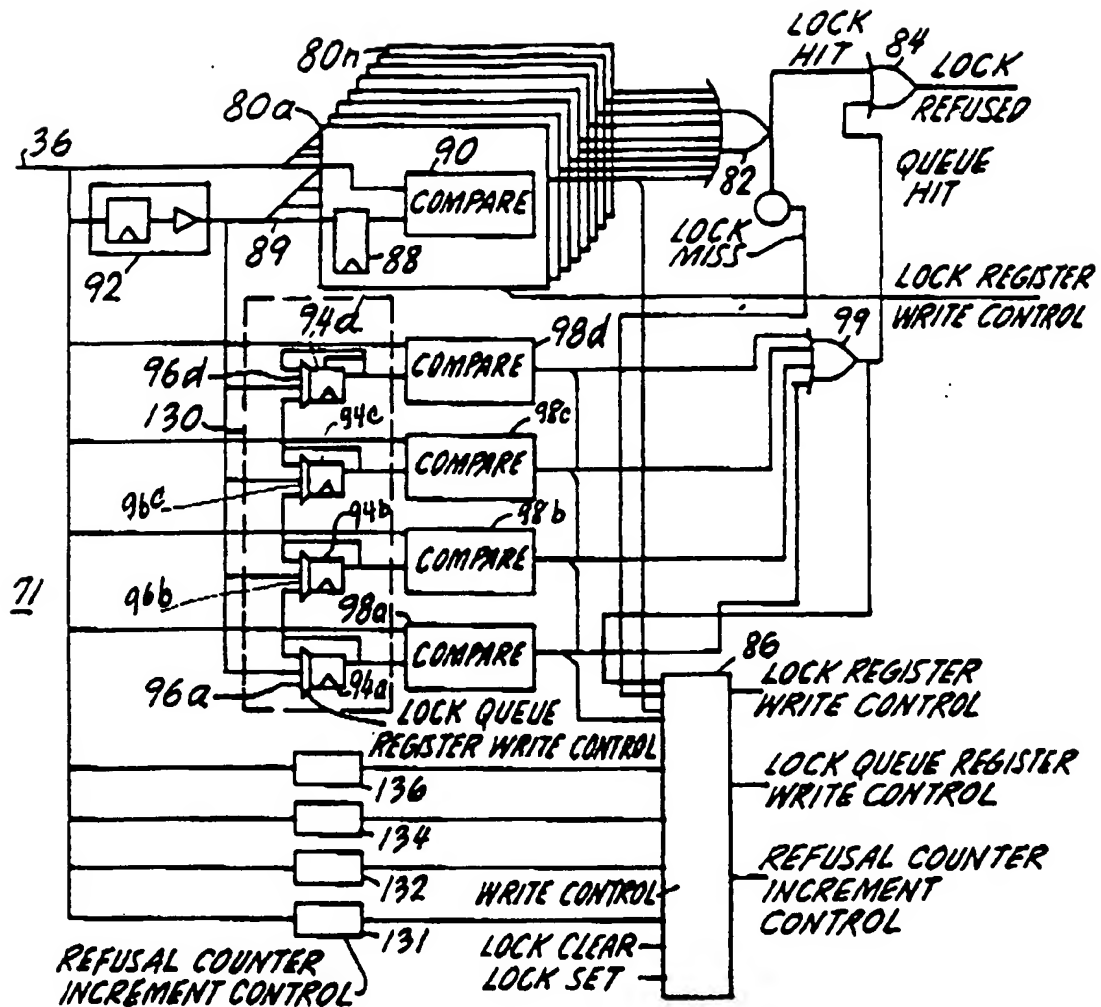 80n
LOCK HIT
84
LOCK REFUSED
80a
36
90
COMPARE
82
QUEUE HIT
92
89
88
LOCK MISS
LOCK REGISTER WRITE CONTROL
94d
98d
99
COMPARE
96d
130
94c
98c
COMPARE
96c
94b
98b
COMPARE
96b
71
98a
COMPARE
86
LOCK REGISTER WRITE CONTROL
96a
94a
LOCK QUEUE REGISTER WRITE CONTROL
136
LOCK QUEUE REGISTER WRITE CONTROL
134
132
WRITE CONTROL
REFUSAL COUNTER INCREMENT CONTROL
131
LOCK CLEAR
LOCK SET
REFUSAL COUNTER INCREMENT CONTROL